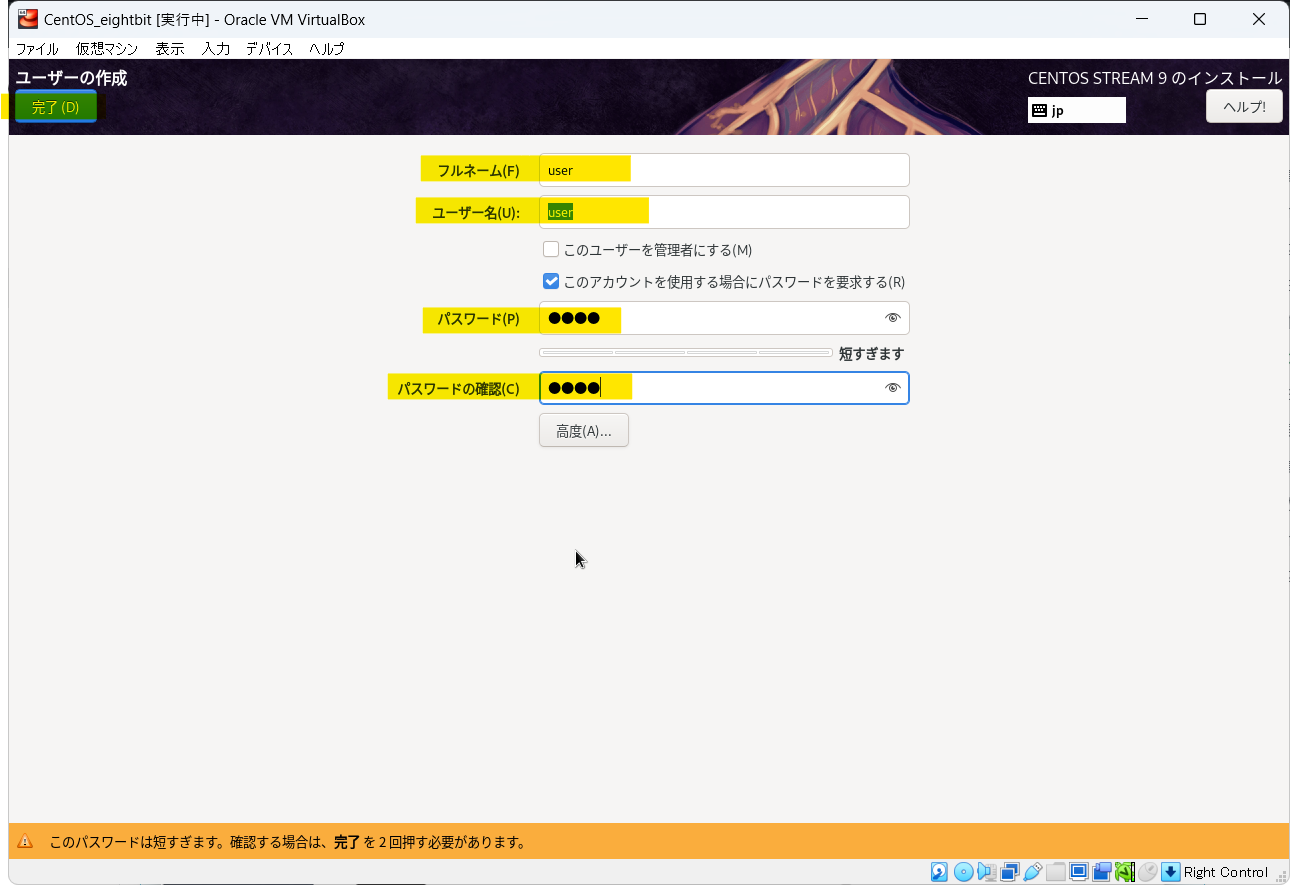 CentOS_eightbit [実行中] - Oracle VM VirtualBox
ファイル 仮想マシン 表示 入力 デバイス ヘルプ
ユーザーの作成
CENTOS STREAM 9 のインストール
完了 (D)
jp
ヘルプ!
フルネーム(F)
user
ユーザー名(U):
user
このユーザーを管理者にする(M)
このアカウントを使用する場合にパスワードを要求する(R)
パスワード(P)
●●●●
短すぎます
パスワードの確認(C)
●●●●
高度(A)...
このパスワードは短すぎます。確認する場合は、完了 を 2 回押す必要があります。
Right Control